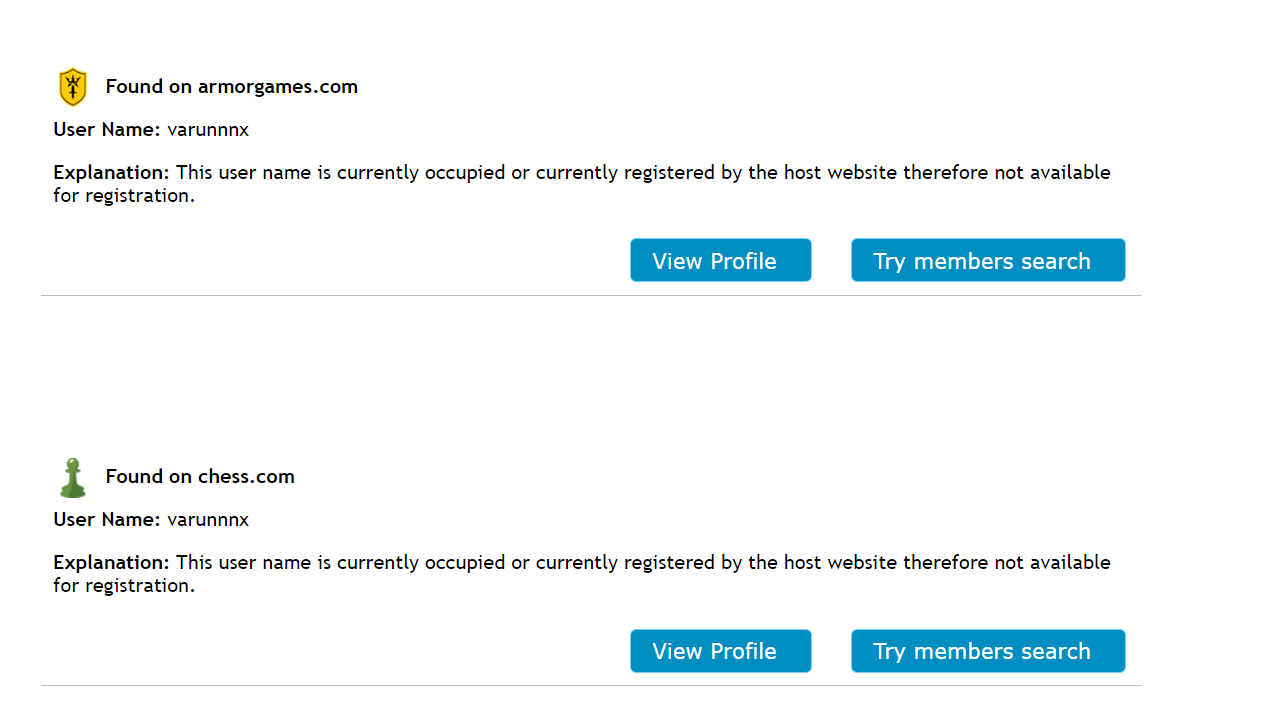 Found on armorgames.com
User Name: varunnnx
Explanation: This user name is currently occupied or currently registered by the host website therefore not available
for registration.
View Profile
Try members search
Found on chess.com
User Name: varunnnx
Explanation: This user name is currently occupied or currently registered by the host website therefore not available
for registration.
View Profile
Try members search